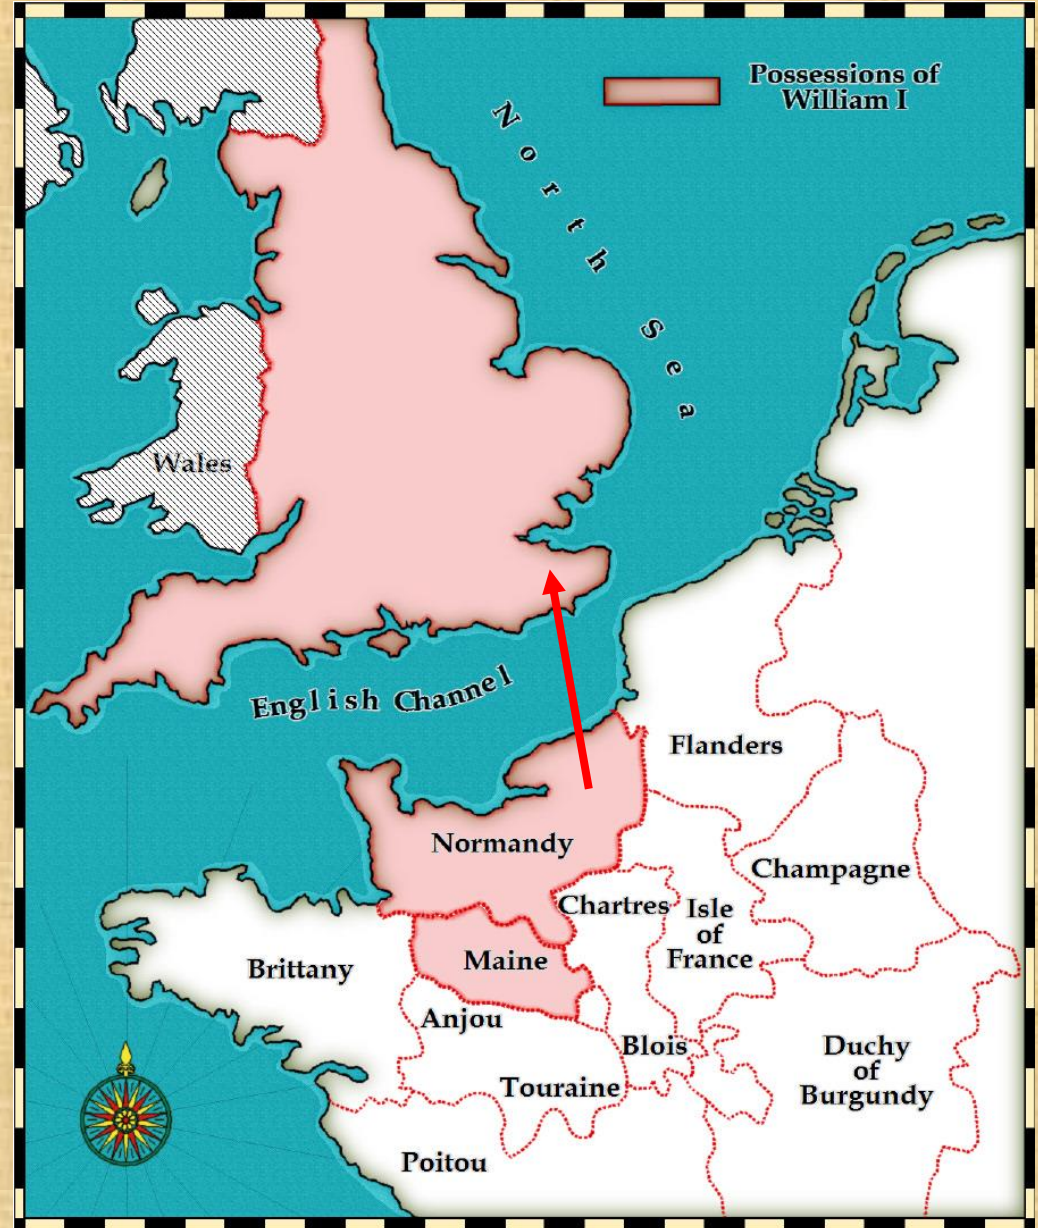 Possessions of
William I
North Sea
Wales
English Channel
Flanders
Normandy
Champagne
Chartres
Isle
of
France
Maine
Brittany
Anjou
Blois
Duchy
of
Burgundy
Touraine
Poitou